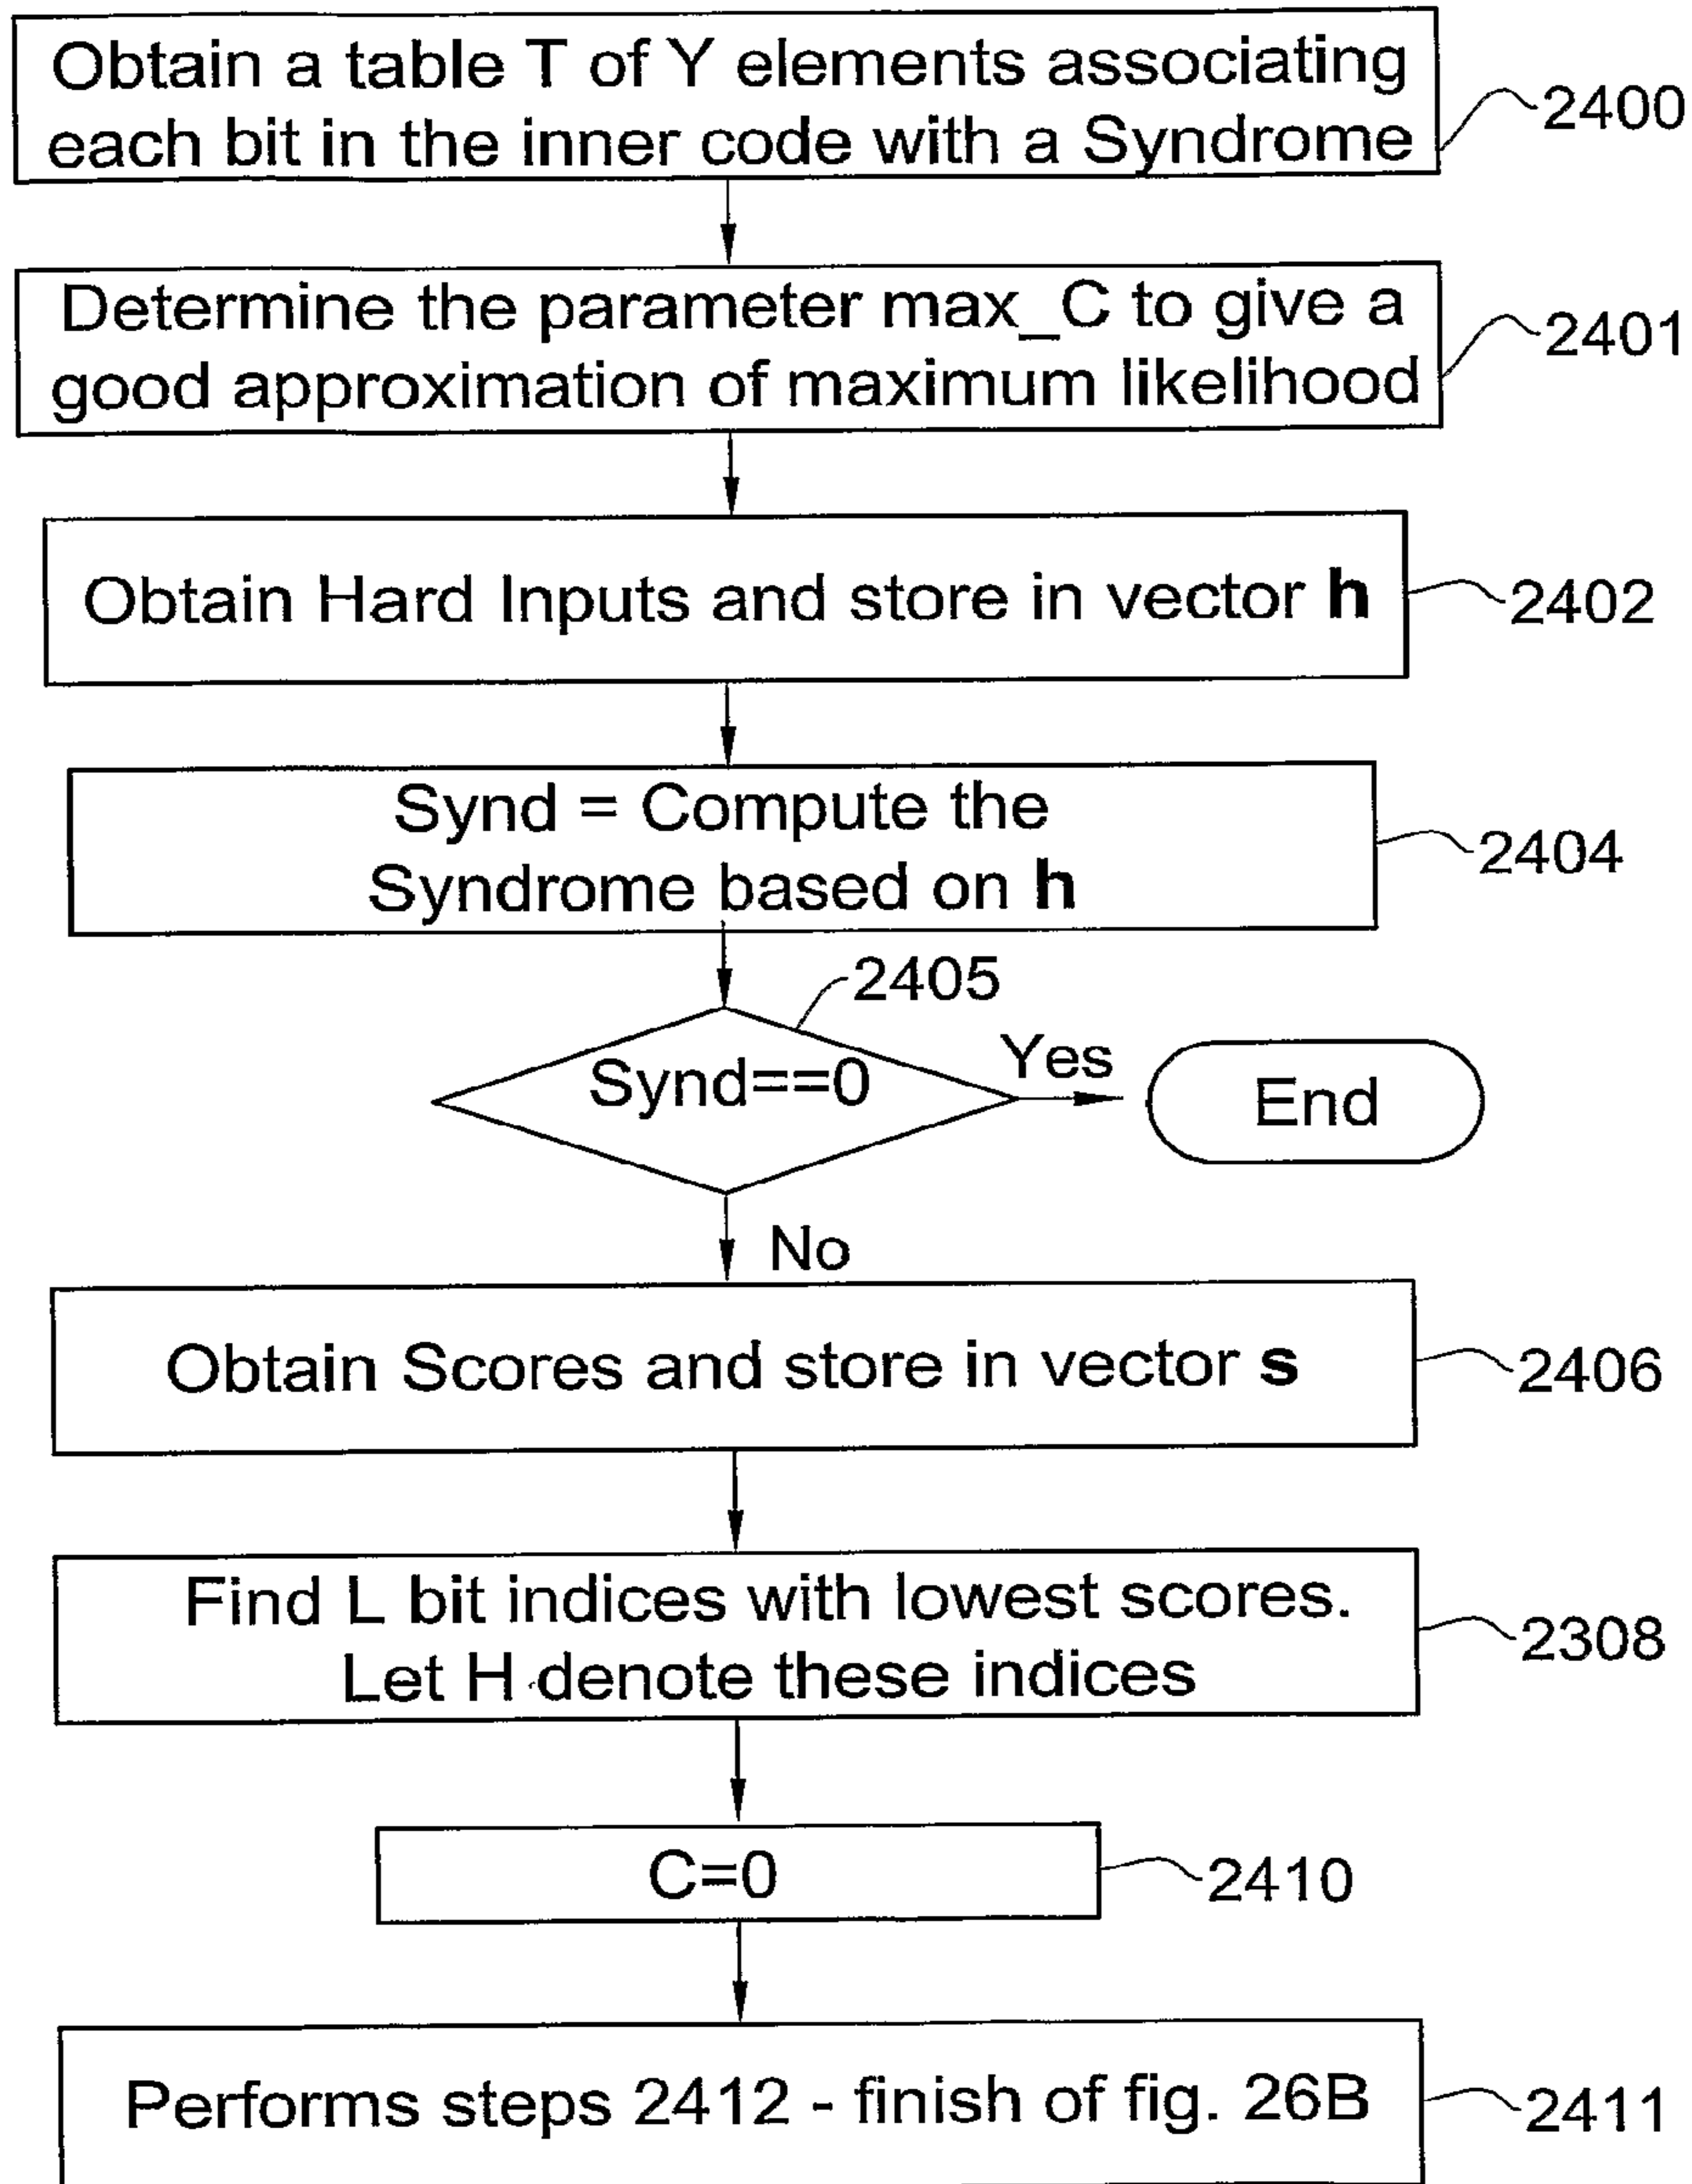 Obtain a table T of Y elements associating
each bit in the inner code with a Syndrome
2400
Determine the parameter max_C to give a
good approximation of maximum likelihood
2401
Obtain Hard Inputs and store in vector h
2402
Synd = Compute the
Syndrome based on h
2404
2405
Synd==0
Yes
End
No
Obtain Scores and store in vector s
2406
Find L bit indices with lowest scores.
Let H denote these indices
2308
C=0
2410
Performs steps 2412 - finish of fig. 26B
2411